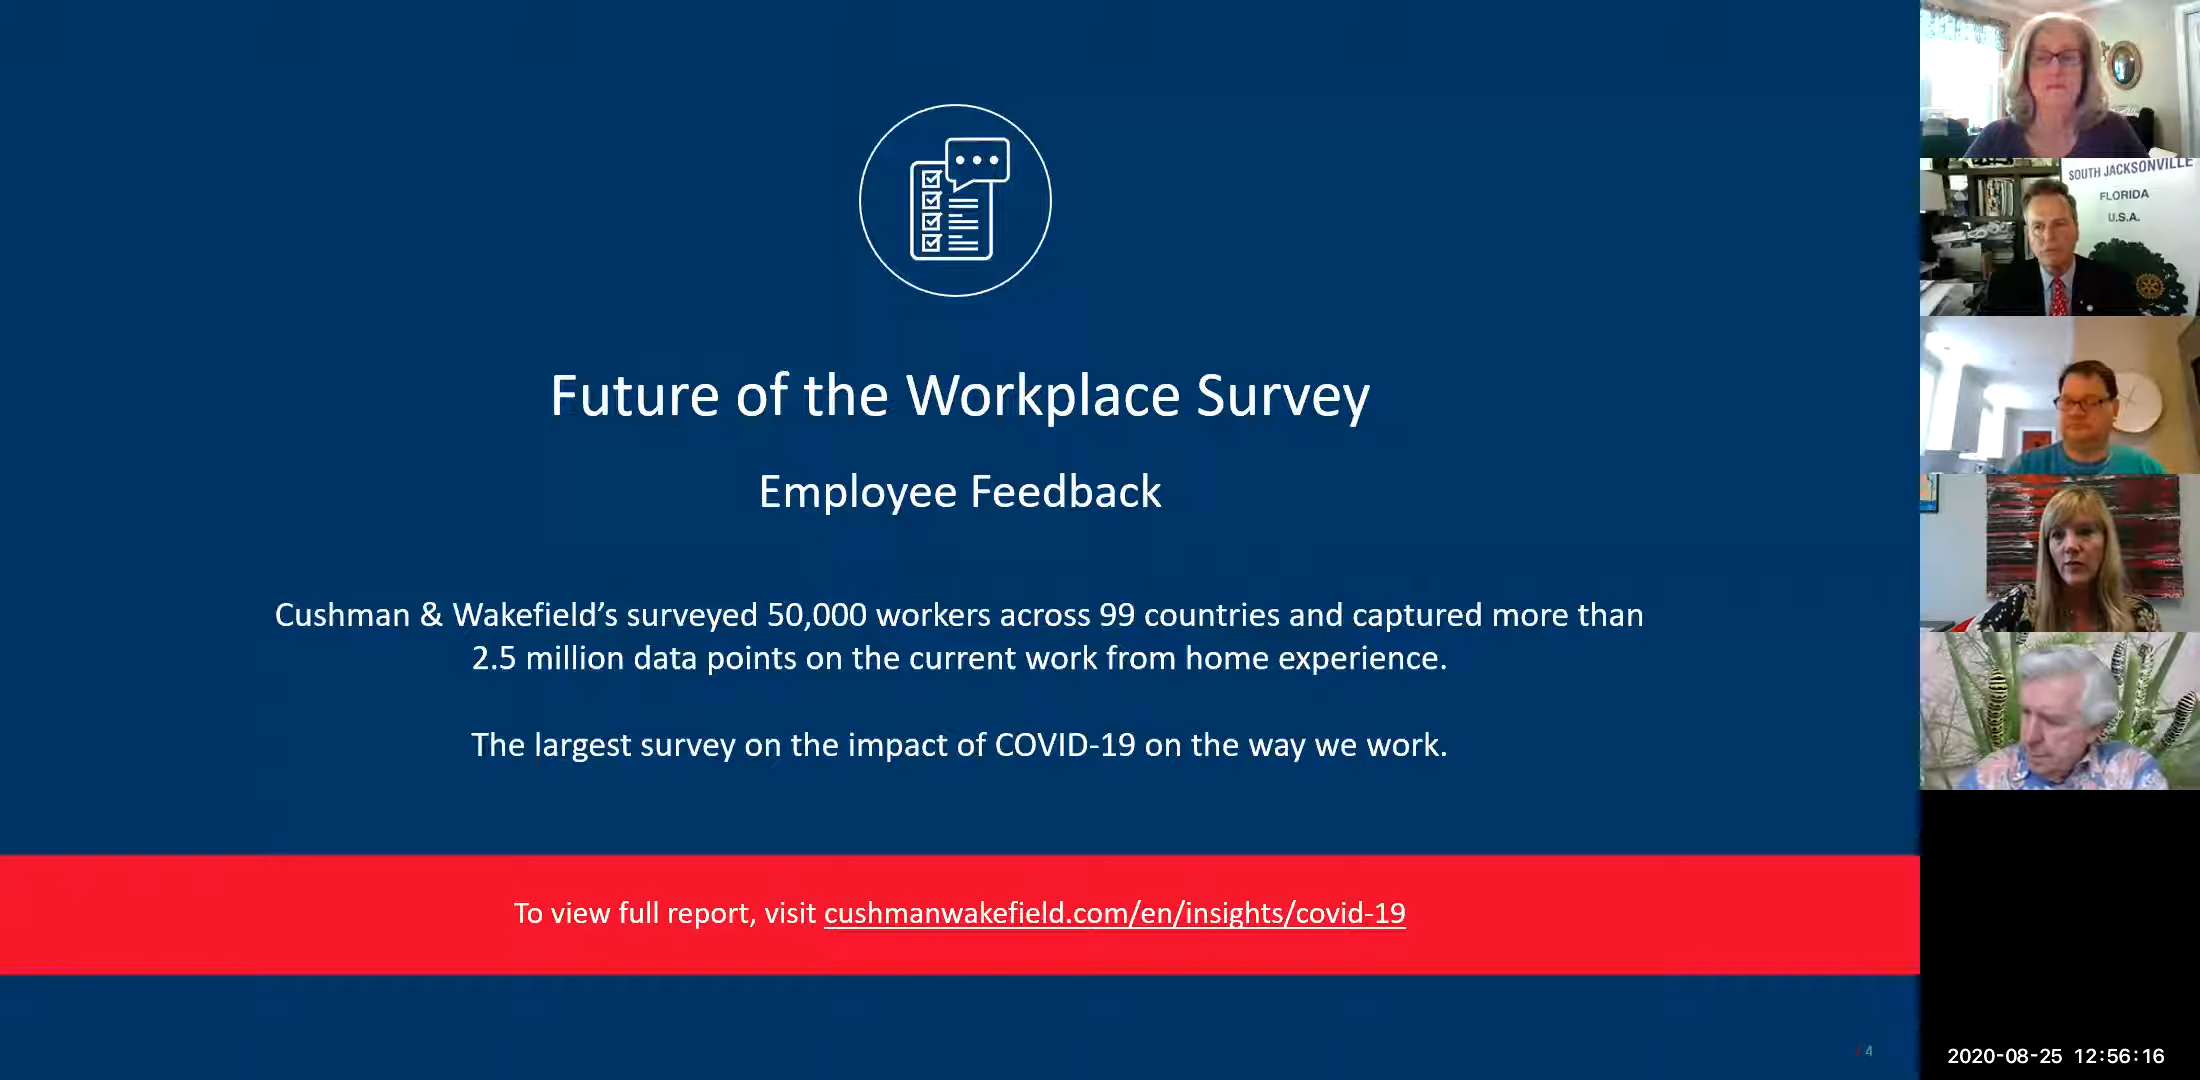 Future of the Workplace Survey
Employee Feedback
Cushman & Wakefield’s surveyed 50,000 workers across 99 countries and captured more than
2.5 million data points on the current work from home experience.
The largest survey on the impact of COVID-19 on the way we work.
To view full report, visit cushmanwakefield.com/en/insights/covid-19
/ 4
SOUTH JACKSONVILLE
FLORIDA
U.S.A.
2020-08-25 12:56:16